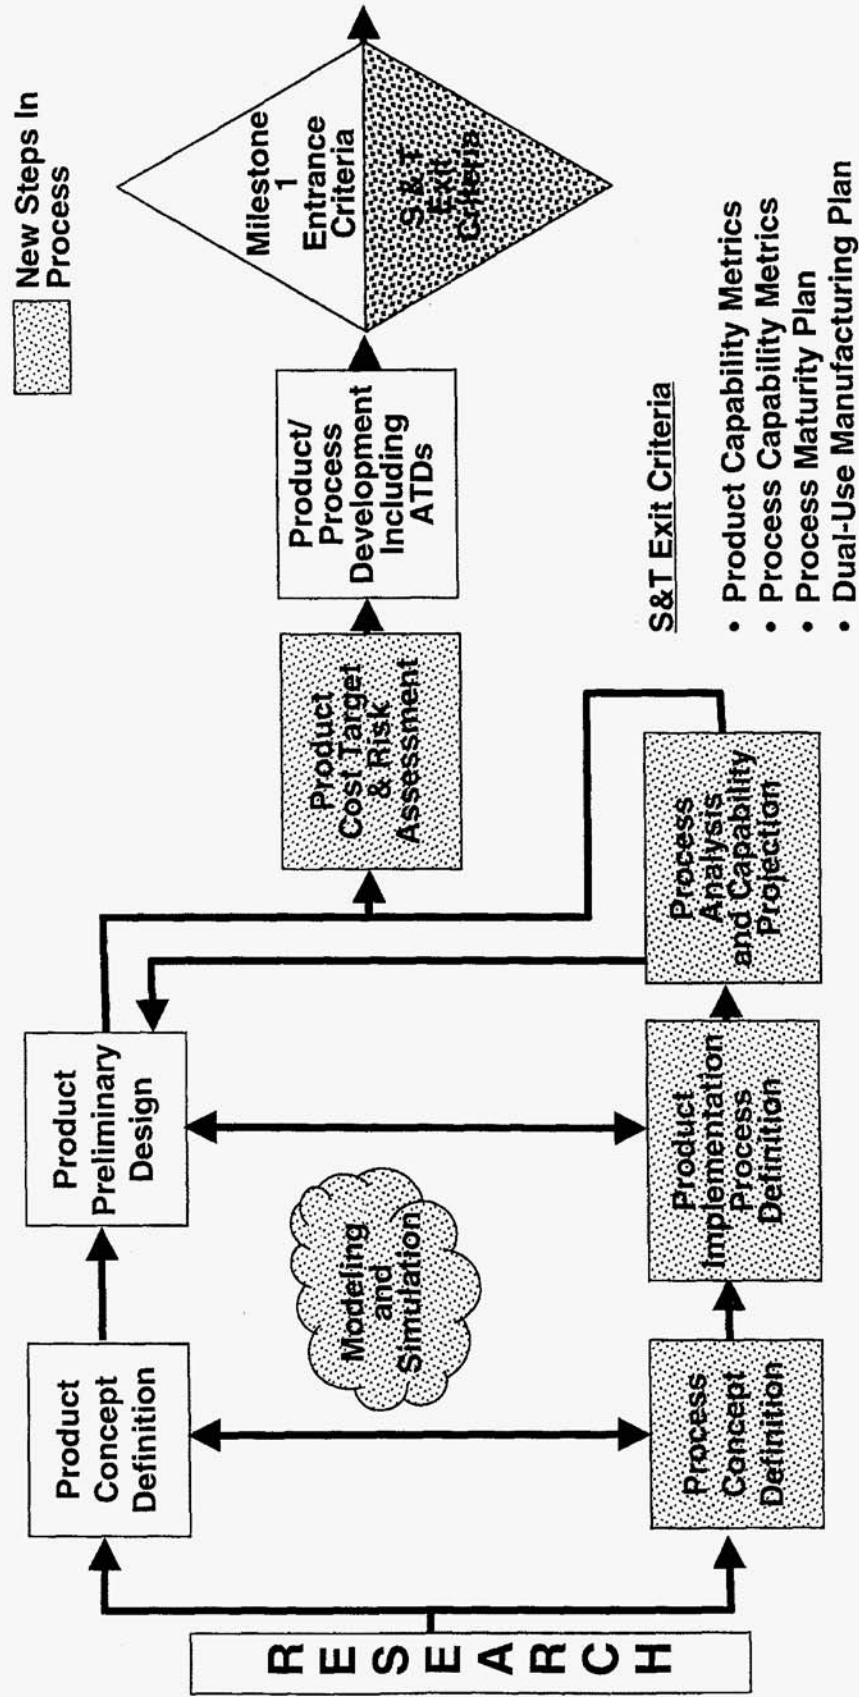 New Steps In
Process
RESEARCH
Product
Concept
Definition
Product
Preliminary
Design
Modeling
and
Simulation
Process
Concept
Definition
Product
Implementation
Process
Definition
Process
Analysis
and Capability
Projection
Product
Cost Target
& Risk
Assessment
Product/
Process
Development
Including
ATDs
Milestone
1
Entrance
Criteria
S & T
Exit
Criteria
S&T Exit Criteria
• Product Capability Metrics
• Process Capability Metrics
• Process Maturity Plan
• Dual-Use Manufacturing Plan